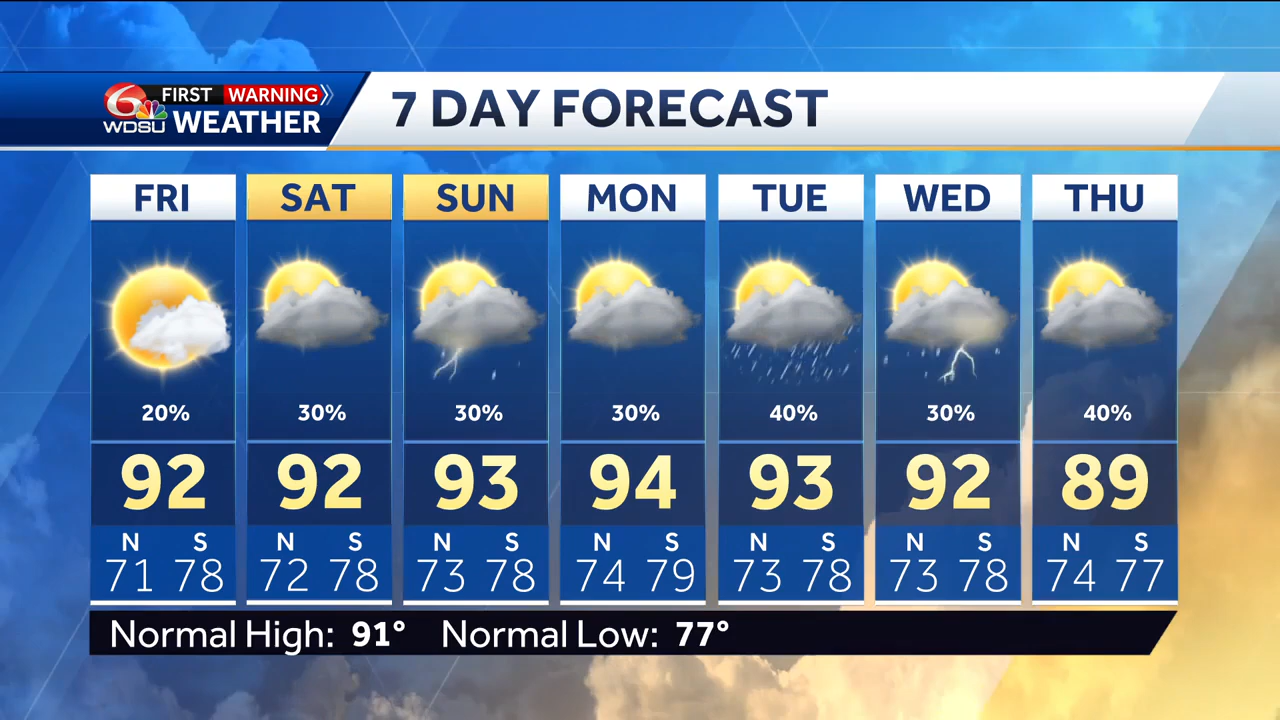 6 FIRST WARNING
WDSU WEATHER
7 DAY FORECAST
FRI SAT SUN MON TUE WED THU
20% 30% 30% 30% 40% 30% 40%
92 92 93 94 93 92 89
N S N S N S N S N S N S N S
71 78 72 78 73 78 74 79 73 78 73 78 74 77
Normal High: 91° Normal Low: 77°